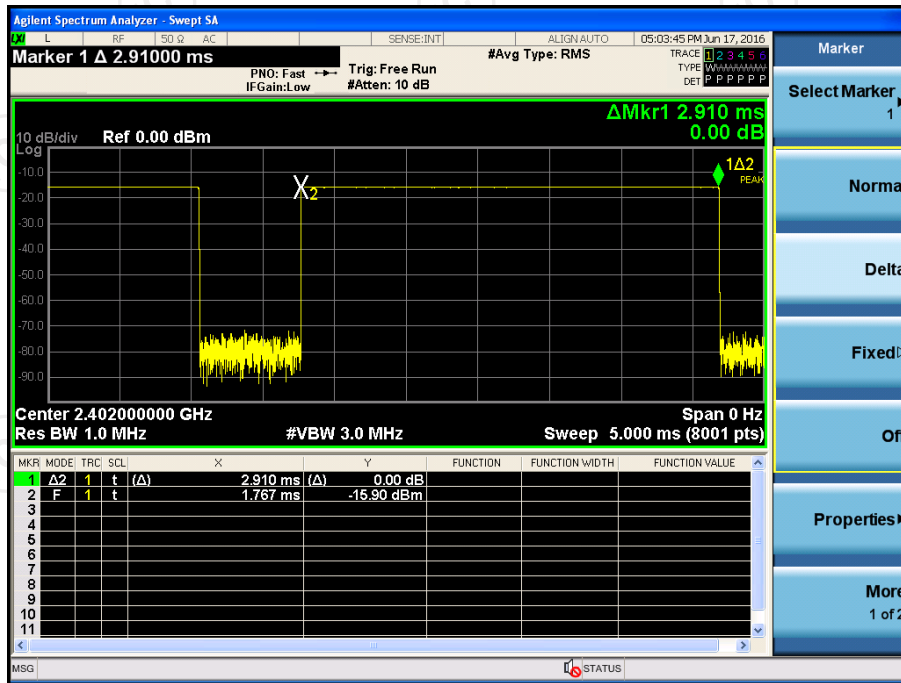 Agilent Spectrum Analyzer - Swept SA
LXI L RF 50 Ω AC SENSE:INT ALIGN AUTO 05:03:45 PM Jun 17, 2016
Marker 1 Δ 2.91000 ms
PNO: Fast
IFGain:Low
Trig: Free Run
#Atten: 10 dB
#Avg Type: RMS
TRACE 1 2 3 4 5 6
TYPE WWWWWW
DET P P P P P P
Marker
Select Marker
1
Norma
Delta
Fixed
Of
Properties
More
1 of 2
ΔMkr1 2.910 ms
0.00 dB
10 dB/div Ref 0.00 dBm
Log
-10.0
-20.0
-30.0
-40.0
-50.0
-60.0
-70.0
-80.0
-90.0
X2
1Δ2
PEAK
Center 2.402000000 GHz Span 0 Hz
Res BW 1.0 MHz #VBW 3.0 MHz Sweep 5.000 ms (8001 pts)
MKR MODE TRC SCL X Y FUNCTION FUNCTION WIDTH FUNCTION VALUE
1 Δ2 1 t (Δ) 2.910 ms (Δ) 0.00 dB
2 F 1 t 1.767 ms -15.90 dBm
3
4
5
6
7
8
9
10
11
MSG STATUS